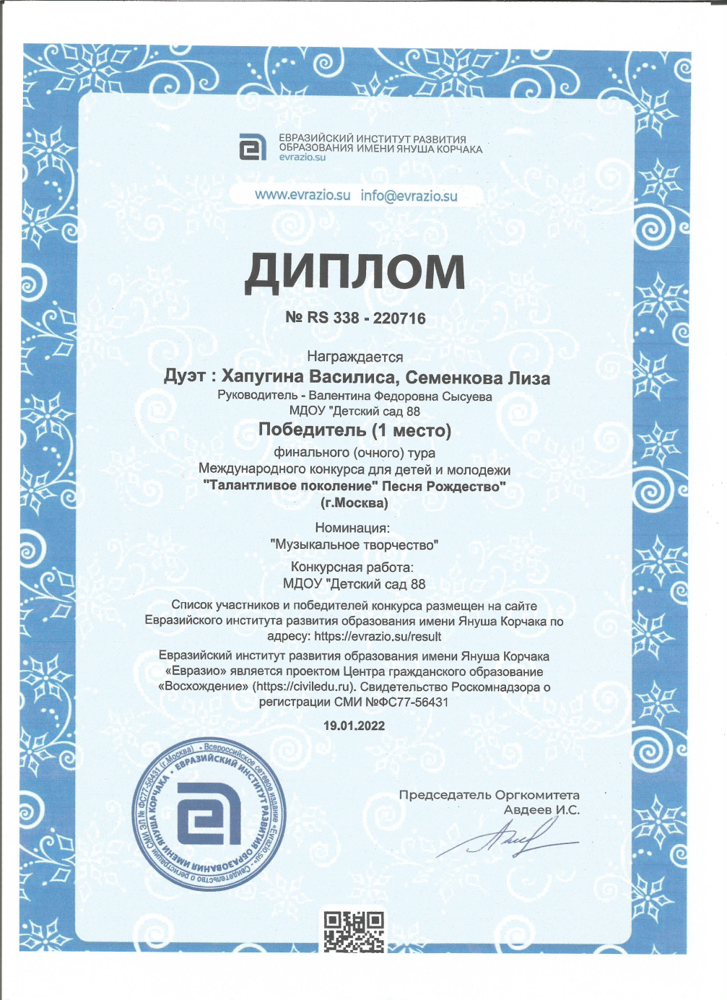 ЕВРАЗИЙСКИЙ ИНСТИТУТ РАЗВИТИЯ
ОБРАЗОВАНИЯ ИМЕНИ ЯНУША КОРЧАКА
evrazio.su
www.evrazio.su info@evrazio.su
ДИПЛОМ
№ RS 338 - 220716
Награждается
Дуэт : Хапугина Василиса, Семенкова Лиза
Руководитель - Валентина Федоровна Сысуева
МДОУ "Детский сад 88
Победитель (1 место)
финального (очного) тура
Международного конкурса для детей и молодежи
"Талантливое поколение" Песня Рождество"
(г.Москва)
Номинация:
"Музыкальное творчество"
Конкурсная работа:
МДОУ "Детский сад 88
Список участников и победителей конкурса размещен на сайте
Евразийского института развития образования имени Януша Корчака по
адресу: https://evrazio.su/result
Евразийский институт развития образования имени Януша Корчака
«Евразио» является проектом Центра гражданского образование
«Восхождение» (https://civiledu.ru). Свидетельство Роскомнадзора о
регистрации СМИ №ФС77-56431
19.01.2022
Председатель Оргкомитета
Авдеев И.С.
• Всероссийское сетевое издание «Evrazio.su» - Свидетельство о регистрации СМИ ЭЛ № ФС77-56431 (г.Москва)
• ЕВРАЗИЙСКИЙ ИНСТИТУТ РАЗВИТИЯ ОБРАЗОВАНИЯ ИМЕНИ ЯНУША КОРЧАКА